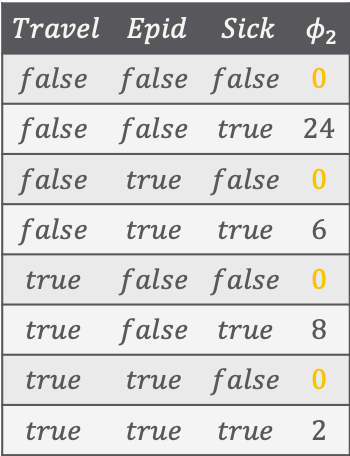 Travel Epid Sick ϕ₂
false false false 0
false false true 24
false true false 0
false true true 6
true false false 0
true false true 8
true true false 0
true true true 2